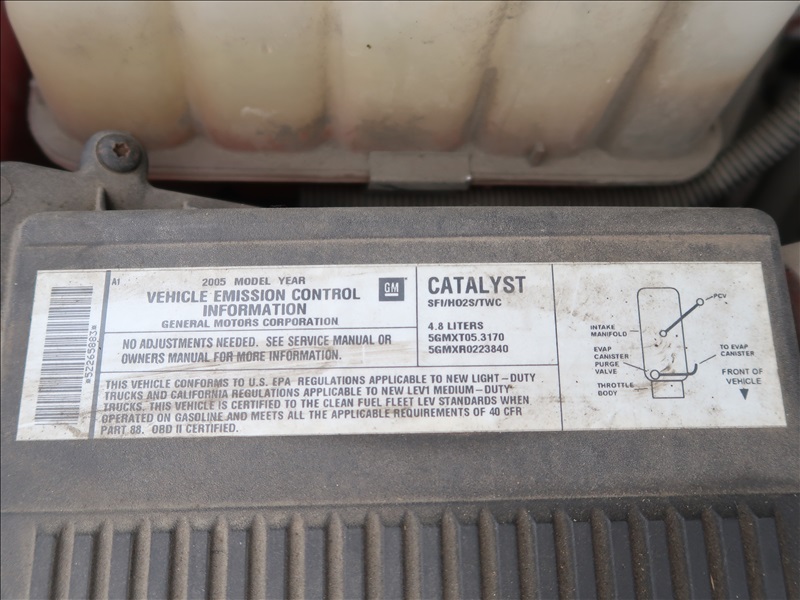 *52265883*
A1
2005 MODEL YEAR
VEHICLE EMISSION CONTROL
INFORMATION
GENERAL MOTORS CORPORATION
GM
NO ADJUSTMENTS NEEDED. SEE SERVICE MANUAL OR
OWNERS MANUAL FOR MORE INFORMATION.
CATALYST
SFI/HO2S/TWC
4.8 LITERS
5GMXT05.3170
5GMXR0223840
THIS VEHICLE CONFORMS TO U.S. EPA REGULATIONS APPLICABLE TO NEW LIGHT-DUTY
TRUCKS AND CALIFORNIA REGULATIONS APPLICABLE TO NEW LEV1 MEDIUM-DUTY
TRUCKS. THIS VEHICLE IS CERTIFIED TO THE CLEAN FUEL FLEET LEV STANDARDS WHEN
OPERATED ON GASOLINE AND MEETS ALL THE APPLICABLE REQUIREMENTS OF 40 CFR
PART 88. OBD II CERTIFIED.
PCV
INTAKE
MANIFOLD
EVAP
CANISTER
PURGE
VALVE
THROTTLE
BODY
TO EVAP
CANISTER
FRONT OF
VEHICLE